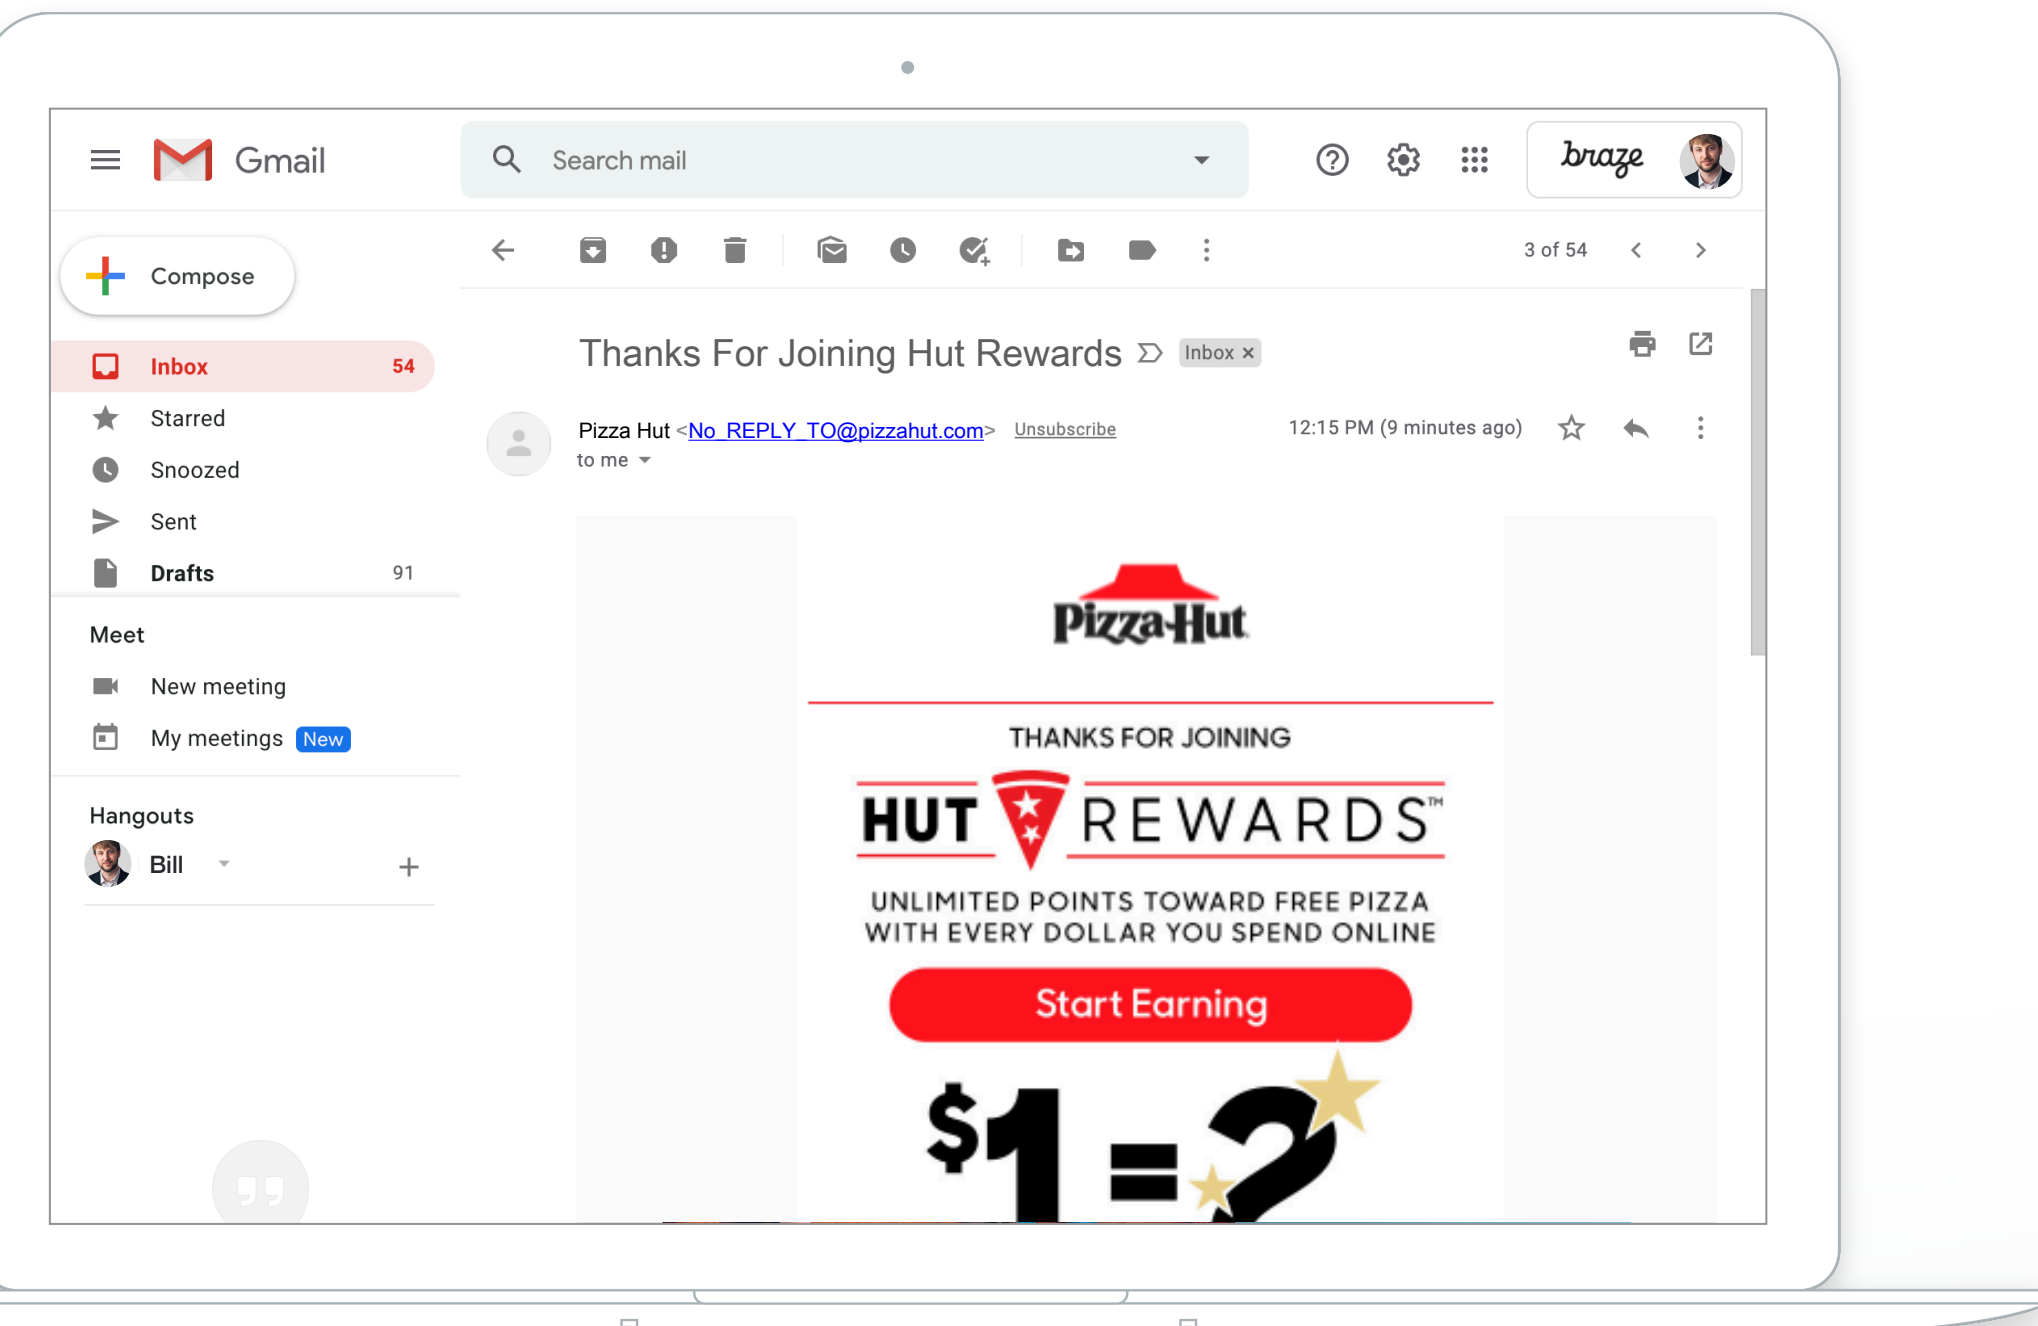 Gmail
Search mail
braze
Compose
3 of 54
Inbox 54
Starred
Snoozed
Sent
Drafts 91
Meet
New meeting
My meetings New
Hangouts
Bill
Thanks For Joining Hut Rewards Inbox ×
Pizza Hut <No_REPLY_TO@pizzahut.com> Unsubscribe 12:15 PM (9 minutes ago)
to me
Pizza Hut
THANKS FOR JOINING
HUT REWARDS™
UNLIMITED POINTS TOWARD FREE PIZZA
WITH EVERY DOLLAR YOU SPEND ONLINE
Start Earning
$1=2